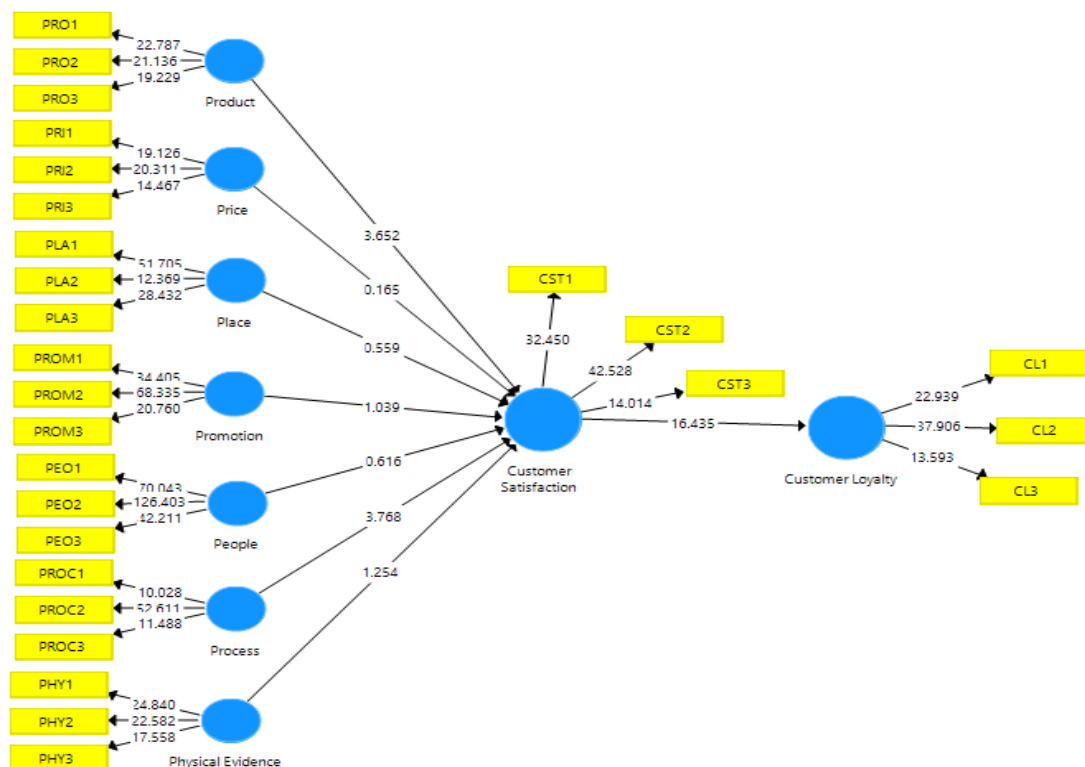 PRO1
22.787
PRO2
21.136
19.229
PRO3
Product
PRI1
19.126
PRI2
20.311
14.467
PRI3
Price
3.652
PLA1
51.705
PLA2
12.369
28.432
PLA3
Place
0.165
0.559
CST1
32.450
CST2
42.528
CST3
14.014
PROM1
34.405
PROM2
68.335
20.760
PROM3
Promotion
1.039
Customer
Satisfaction
16.435
Customer Loyalty
CL1
22.939
CL2
37.906
13.593
CL3
PEO1
70.043
PEO2
126.403
42.211
PEO3
People
0.616
3.768
1.254
PROC1
10.028
PROC2
52.611
11.488
PROC3
Process
PHY1
24.840
PHY2
22.582
17.558
PHY3
Physical Evidence